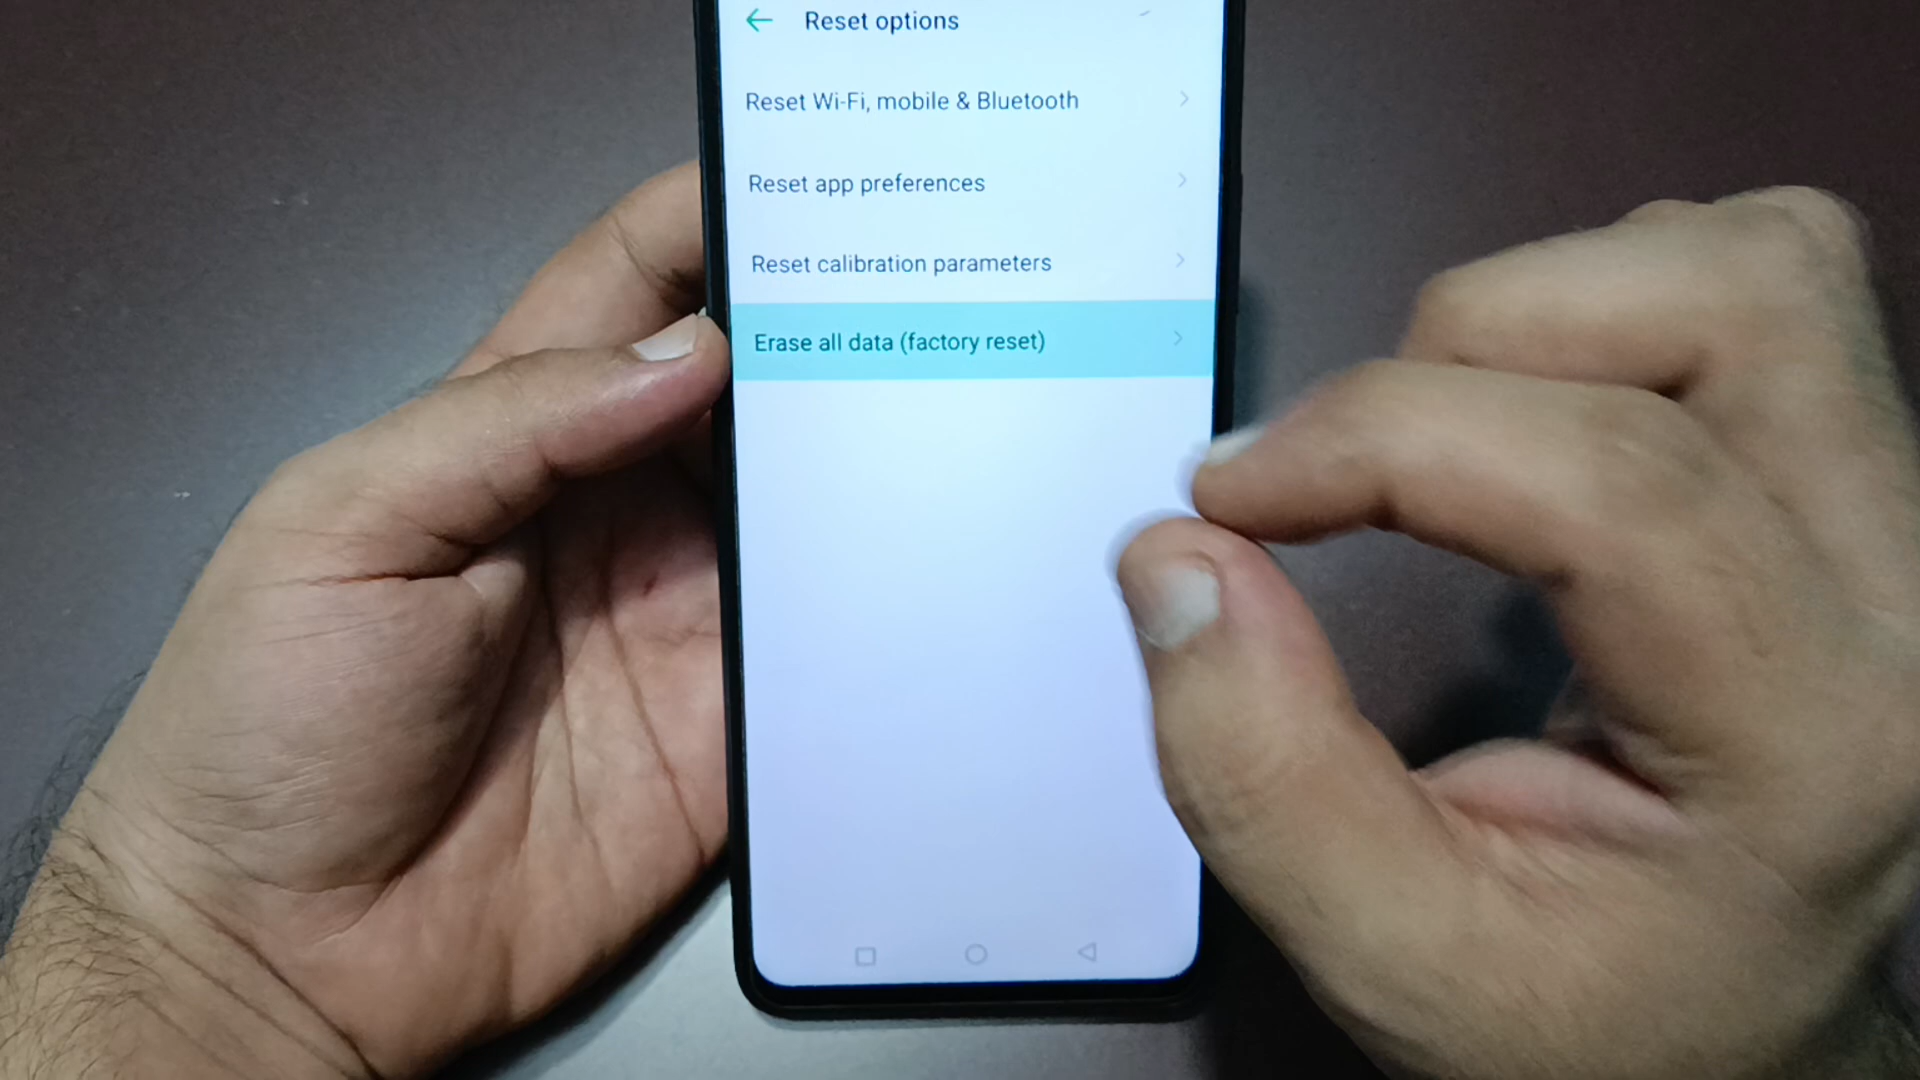 Reset options
Reset Wi-Fi, mobile & Bluetooth
Reset app preferences
Reset calibration parameters
Erase all data (factory reset)